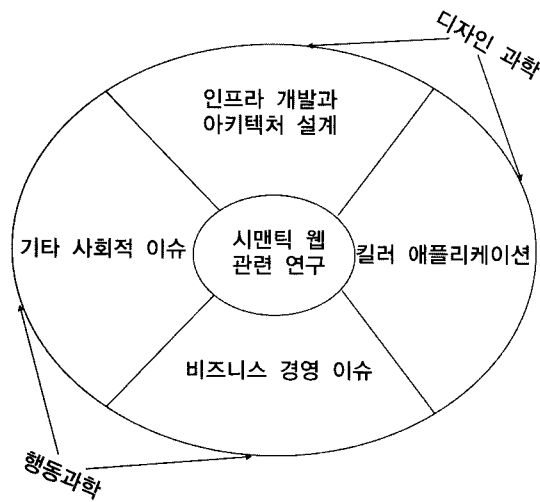 디자인 과학
인프라 개발과
아키텍처 설계
기타 사회적 이슈
시맨틱 웹
관련 연구
킬러 애플리케이션
비즈니스 경영 이슈
행동과학